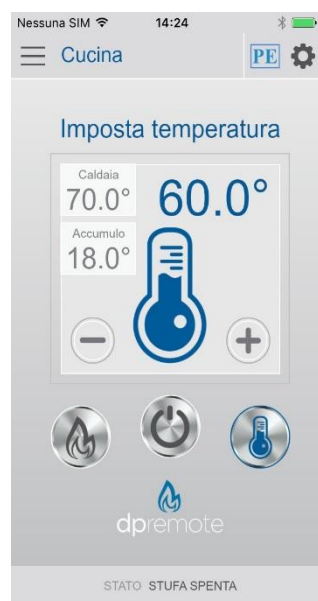 Nessuna SIM 14:24
Cucina PE
Imposta temperatura
Caldaia
70.0° 60.0°
Accumulo
18.0°
dpremote
STATO STUFA SPENTA